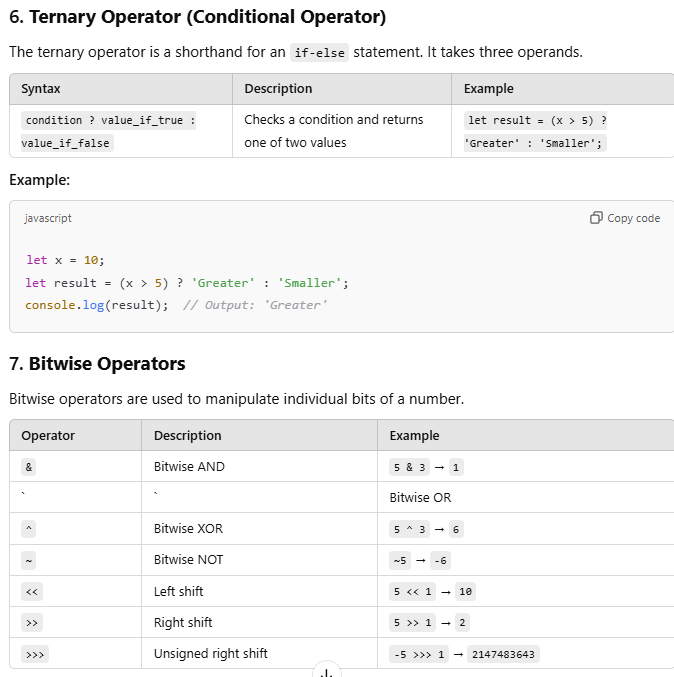 6. Ternary Operator (Conditional Operator)
The ternary operator is a shorthand for an if-else statement. It takes three operands.
Syntax Description Example
condition ? value_if_true : Checks a condition and returns let result = (x > 5) ?
value_if_false one of two values 'Greater' : 'Smaller';
Example:
javascript Copy code
let x = 10;
let result = (x > 5) ? 'Greater' : 'Smaller';
console.log(result); // Output: 'Greater'
7. Bitwise Operators
Bitwise operators are used to manipulate individual bits of a number.
Operator Description Example
& Bitwise AND 5 & 3 → 1
` ` Bitwise OR
^ Bitwise XOR 5 ^ 3 → 6
~ Bitwise NOT ~5 → -6
<< Left shift 5 << 1 → 10
>> Right shift 5 >> 1 → 2
>>> Unsigned right shift -5 >>> 1 → 2147483643